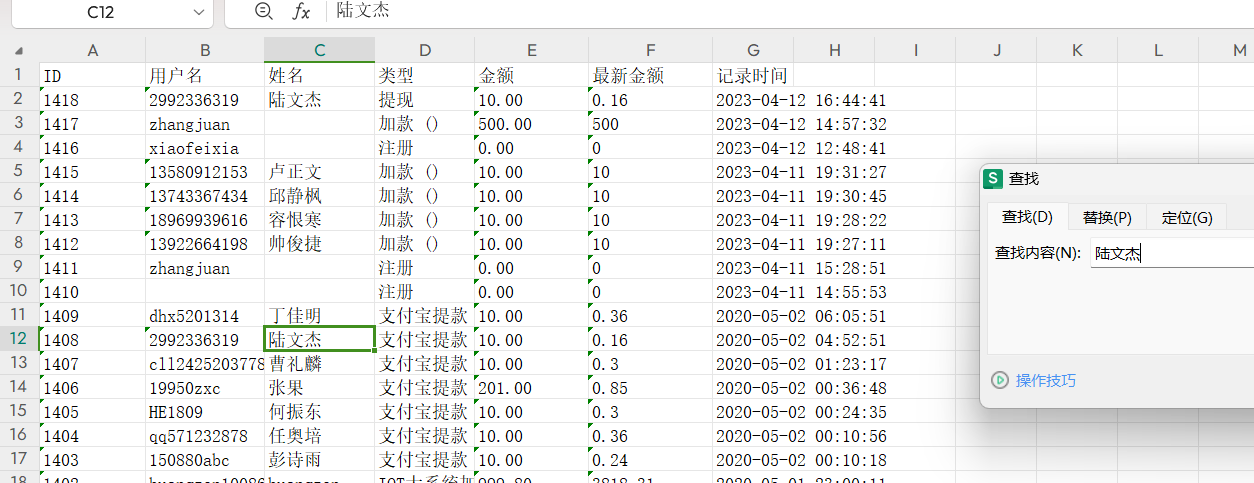 C12 fx 陆文杰
A B C D E F G H I J K L M
1 ID 用户名 姓名 类型 金额 最新金额 记录时间
2 1418 2992336319 陆文杰 提现 10.00 0.16 2023-04-12 16:44:41
3 1417 zhangjuan 加款（） 500.00 500 2023-04-12 14:57:32
4 1416 xiaofeixia 注册 0.00 0 2023-04-12 12:48:41
5 1415 13580912153 卢正文 加款（） 10.00 10 2023-04-11 19:31:27
6 1414 13743367434 邱静枫 加款（） 10.00 10 2023-04-11 19:30:45
7 1413 18969939616 容恨寒 加款（） 10.00 10 2023-04-11 19:28:22
8 1412 13922664198 帅俊捷 加款（） 10.00 10 2023-04-11 19:27:11
9 1411 zhangjuan 注册 0.00 0 2023-04-11 15:28:51
10 1410 注册 0.00 0 2023-04-11 14:55:53
11 1409 dhx5201314 丁佳明 支付宝提款 10.00 0.36 2020-05-02 06:05:51
12 1408 2992336319 陆文杰 支付宝提款 10.00 0.16 2020-05-02 04:52:51
13 1407 cll2425203778 曹礼麟 支付宝提款 10.00 0.3 2020-05-02 01:23:17
14 1406 19950zxc 张果 支付宝提款 201.00 0.85 2020-05-02 00:36:48
15 1405 HE1809 何振东 支付宝提款 10.00 0.3 2020-05-02 00:24:35
16 1404 qq571232878 任奥培 支付宝提款 10.00 0.36 2020-05-02 00:10:56
17 1403 150880abc 彭诗雨 支付宝提款 10.00 0.24 2020-05-02 00:10:18
S 查找
查找(D) 替换(P) 定位(G)
查找内容(N): 陆文杰
操作技巧